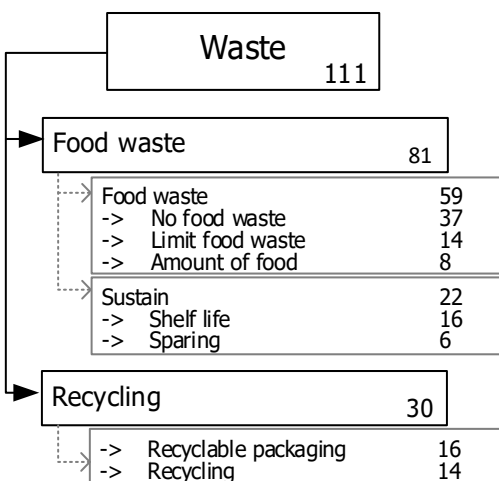 Waste
111
Food waste
81
Food waste 59
-> No food waste 37
-> Limit food waste 14
-> Amount of food 8
Sustain 22
-> Shelf life 16
-> Sparing 6
Recycling
30
-> Recyclable packaging 16
-> Recycling 14